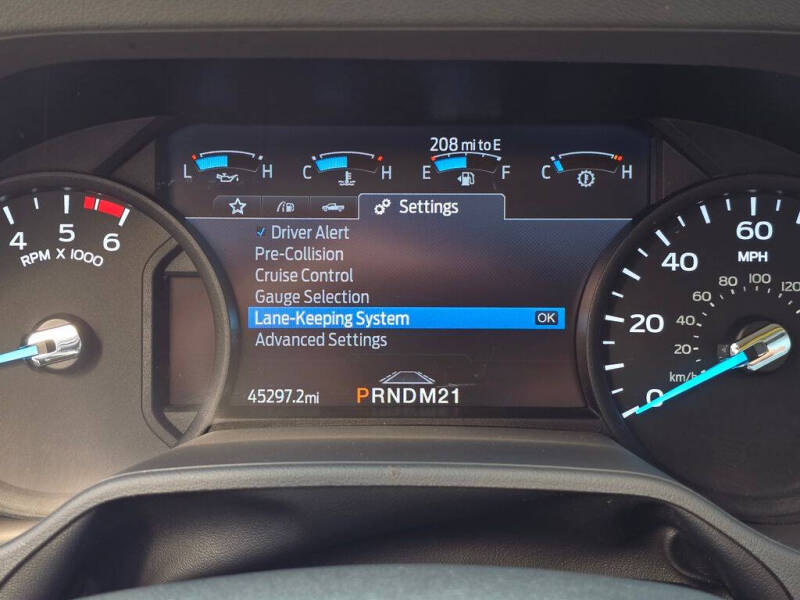 208 mi to E
L H
C H
E F
C H
Settings
✓ Driver Alert
Pre-Collision
Cruise Control
Gauge Selection
Lane-Keeping System OK
Advanced Settings
45297.2mi
PRNDM21
4 5 6
RPM X 1000
0 20 40 60
MPH
20 40 60 80 100 120
km/h